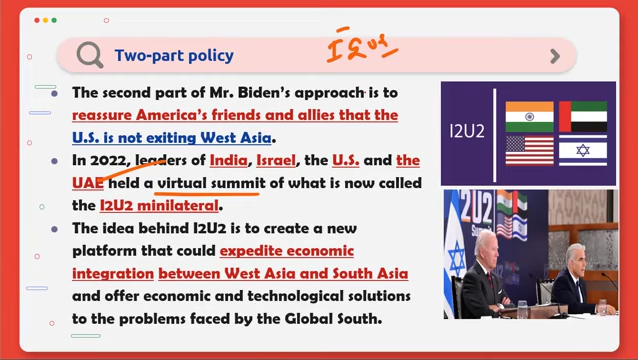 I2U2
Two-part policy
The second part of Mr. Biden's approach is to
reassure America's friends and allies that the
U.S. is not exiting West Asia.
In 2022, leaders of India, Israel, the U.S. and the
UAE held a virtual summit of what is now called
the I2U2 minilateral.
The idea behind I2U2 is to create a new
platform that could expedite economic
integration between West Asia and South Asia
and offer economic and technological solutions
to the problems faced by the Global South.
I2U2
I2U2